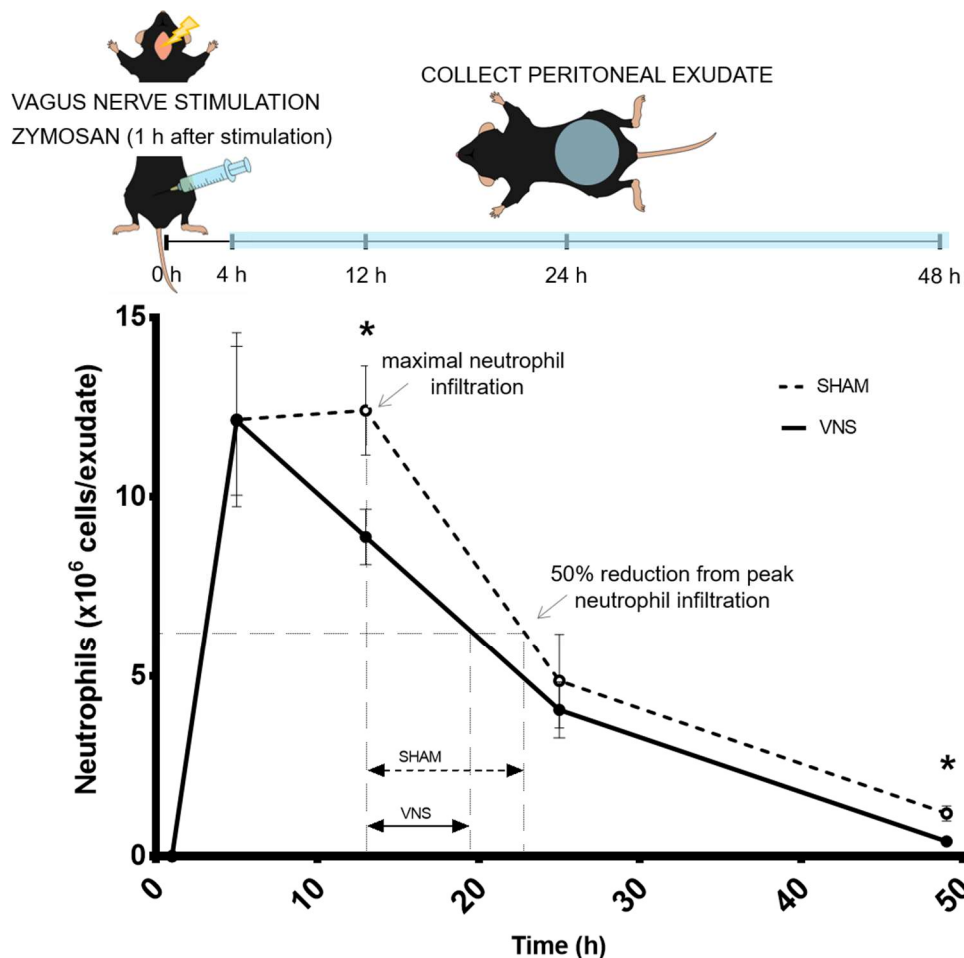 VAGUS NERVE STIMULATION
ZYMOSAN (1 h after stimulation)
COLLECT PERITONEAL EXUDATE
0 h
4 h
12 h
24 h
48 h
Neutrophils (x10⁶ cells/exudate)
15
10
5
0
*
maximal neutrophil
infiltration
SHAM
VNS
50% reduction from peak
neutrophil infiltration
SHAM
VNS
*
0
10
20
30
40
50
Time (h)